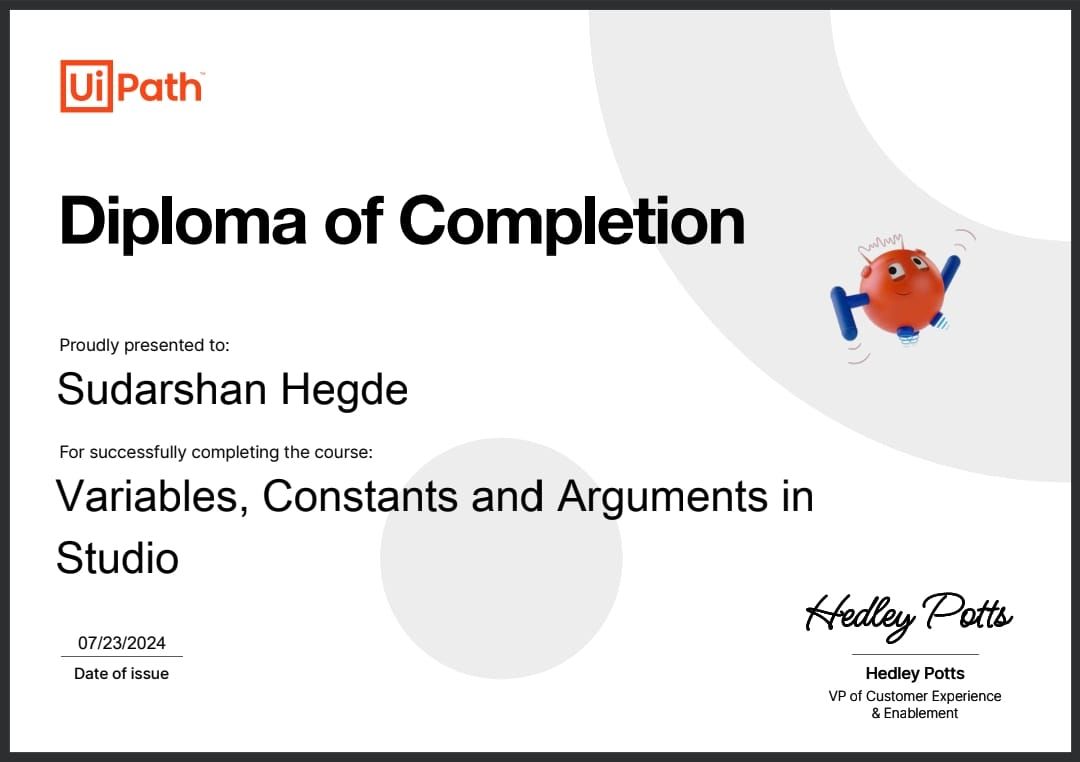 UiPath™
Diploma of Completion
Proudly presented to:
Sudarshan Hegde
For successfully completing the course:
Variables, Constants and Arguments in
Studio
07/23/2024
Date of issue
Hedley Potts
Hedley Potts
VP of Customer Experience
& Enablement